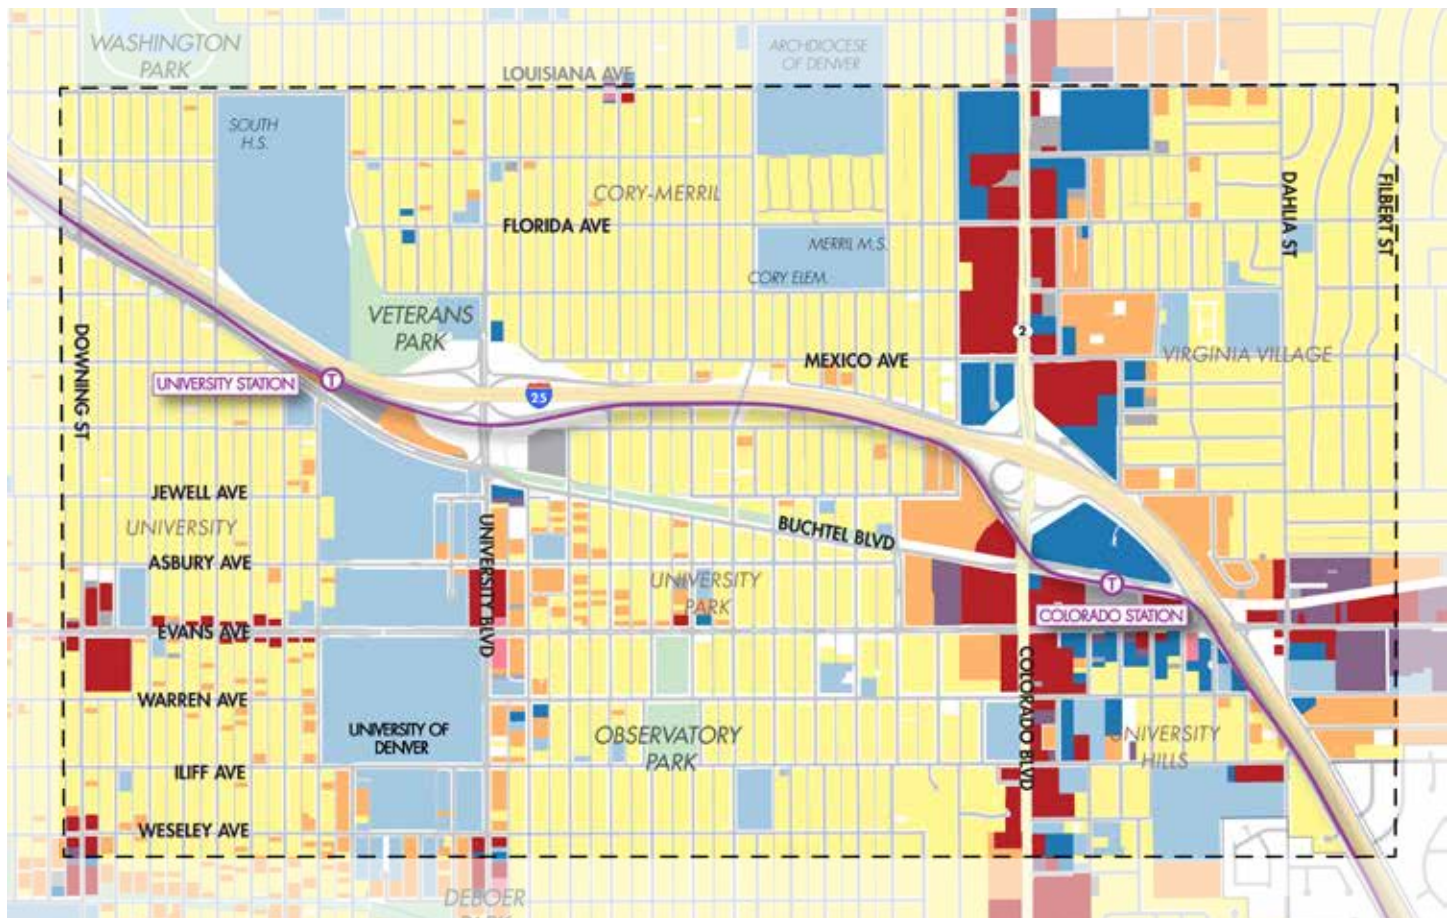 WASHINGTON
PARK
ARCHDIOCESE
OF DENVER
LOUISIANA AVE
SOUTH
H.S.
CORY-MERRIL
DAHLIA ST
FILBERT ST
FLORIDA AVE
MERRIL M.S.
CORY ELEM.
VETERANS
PARK
2
DOWNING ST
MEXICO AVE
VIRGINIA VILLAGE
UNIVERSITY STATION
T
25
JEWELL AVE
UNIVERSITY
BUCHTEL BLVD
UNIVERSITY BLVD
ASBURY AVE
UNIVERSITY
PARK
T
COLORADO STATION
EVANS AVE
COLORADO BLVD
WARREN AVE
UNIVERSITY OF
DENVER
OBSERVATORY
PARK
UNIVERSITY
HILLS
ILIFF AVE
WESELEY AVE
DEBOER
PARK